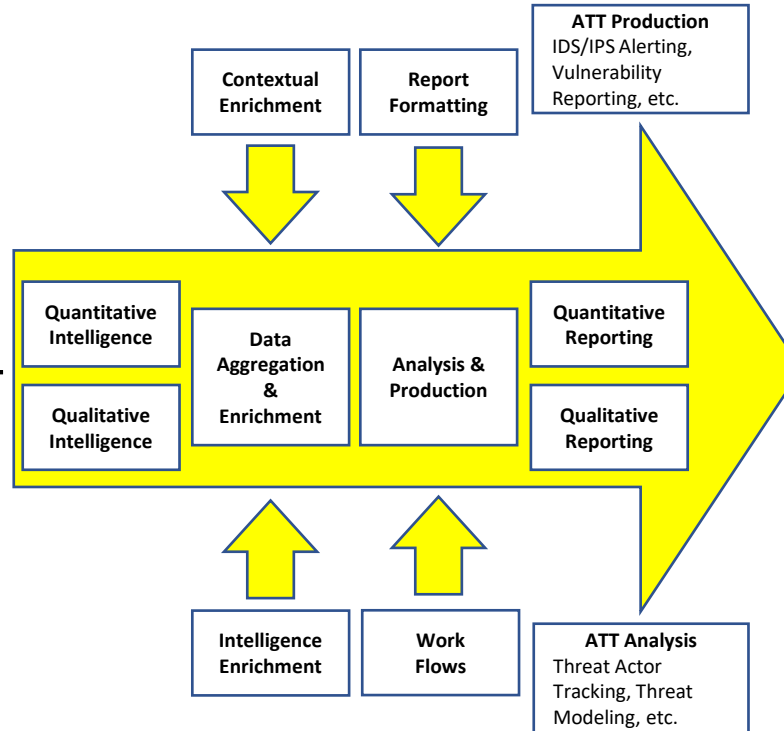 ATT Production
IDS/IPS Alerting,
Vulnerability
Reporting, etc.
Contextual
Enrichment
Report
Formatting
Quantitative
Intelligence
Qualitative
Intelligence
Data
Aggregation
&
Enrichment
Analysis &
Production
Quantitative
Reporting
Qualitative
Reporting
Intelligence
Enrichment
Work
Flows
ATT Analysis
Threat Actor
Tracking, Threat
Modeling, etc.